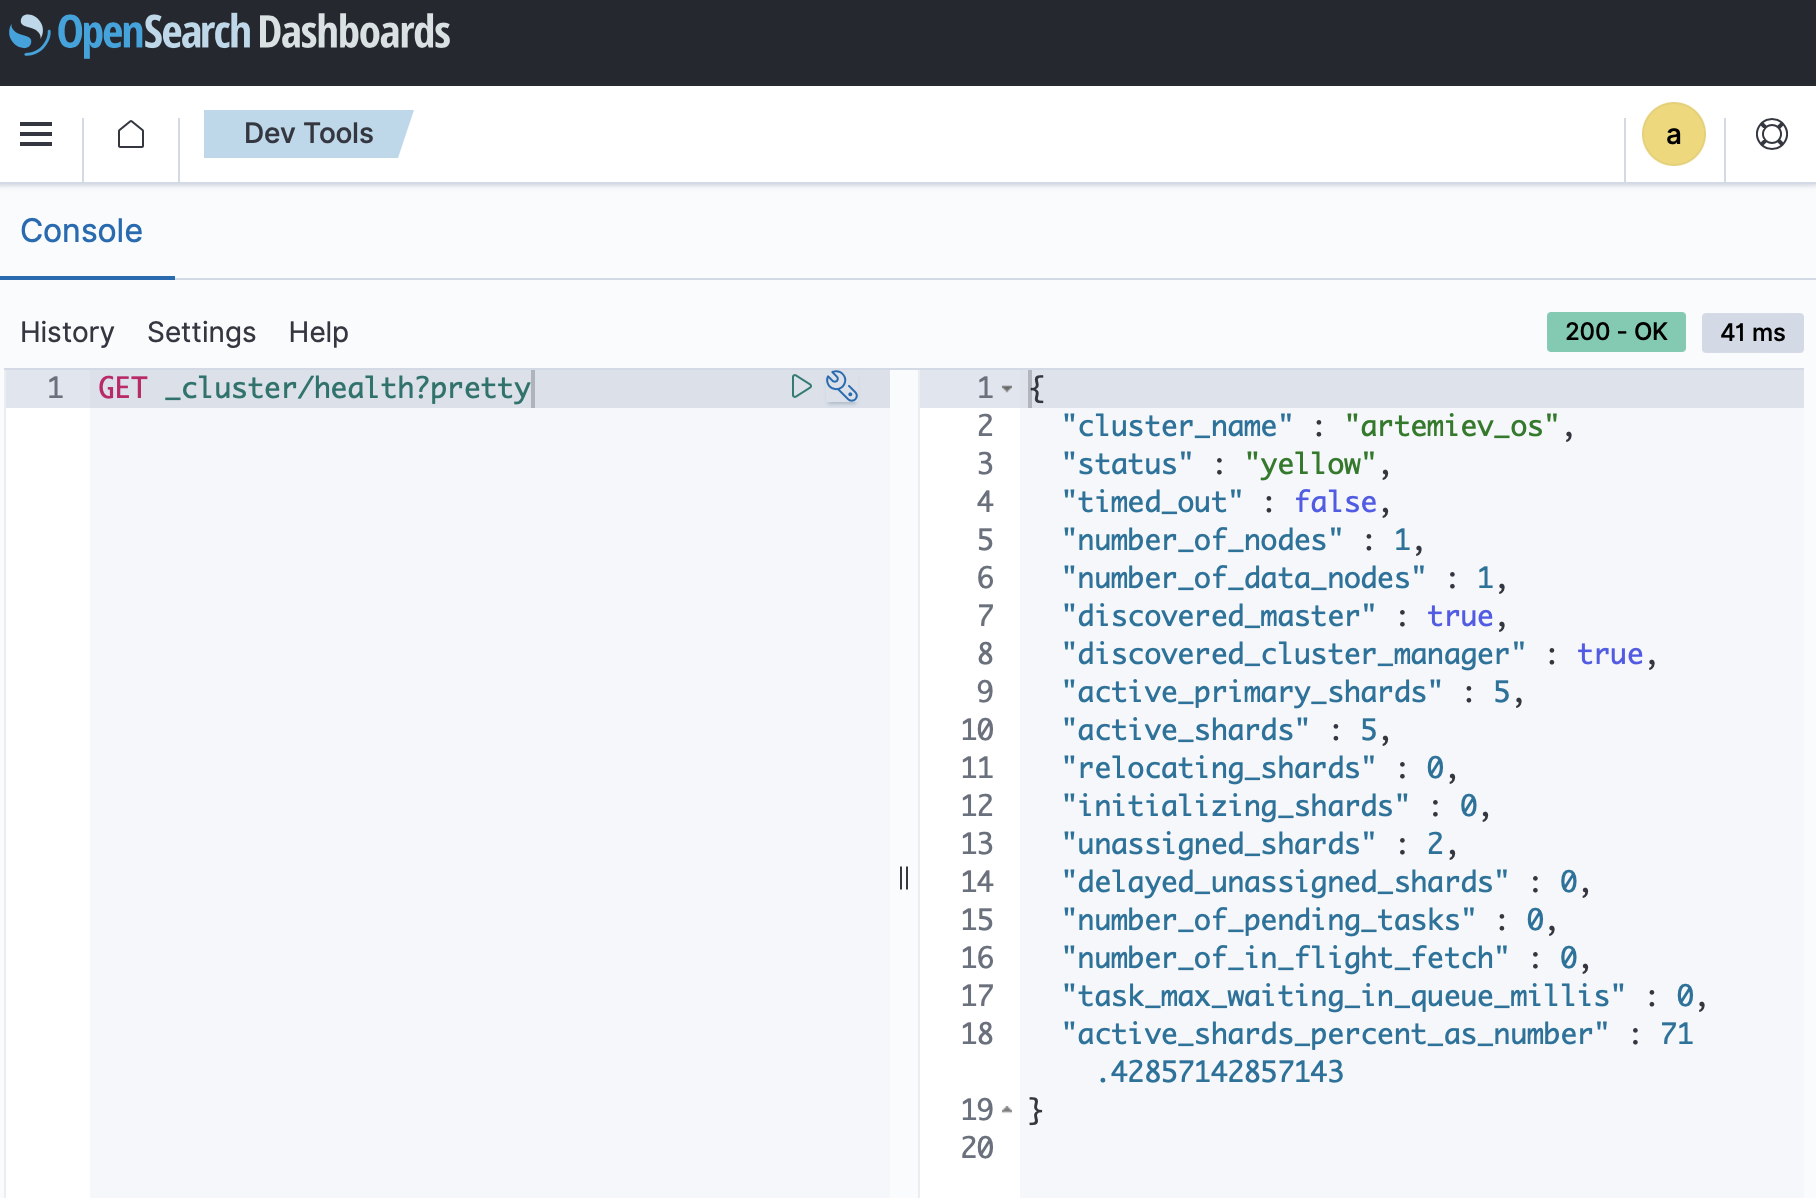 OpenSearch Dashboards
Dev Tools
a
Console
History Settings Help
200 - OK 41 ms
1 GET _cluster/health?pretty
1 {
2 "cluster_name" : "artemiev_os",
3 "status" : "yellow",
4 "timed_out" : false,
5 "number_of_nodes" : 1,
6 "number_of_data_nodes" : 1,
7 "discovered_master" : true,
8 "discovered_cluster_manager" : true,
9 "active_primary_shards" : 5,
10 "active_shards" : 5,
11 "relocating_shards" : 0,
12 "initializing_shards" : 0,
13 "unassigned_shards" : 2,
14 "delayed_unassigned_shards" : 0,
15 "number_of_pending_tasks" : 0,
16 "number_of_in_flight_fetch" : 0,
17 "task_max_waiting_in_queue_millis" : 0,
18 "active_shards_percent_as_number" : 71
.42857142857143
19 }
20